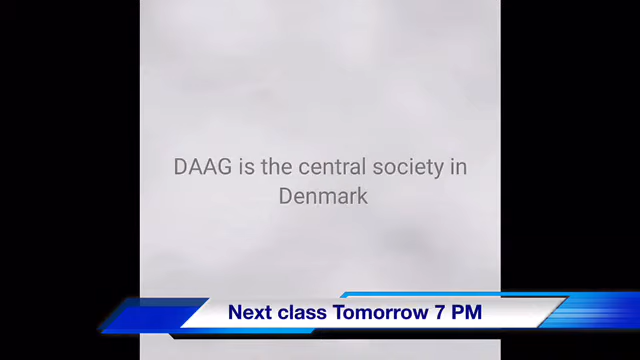 DAAG is the central society in
Denmark
Next class Tomorrow 7 PM